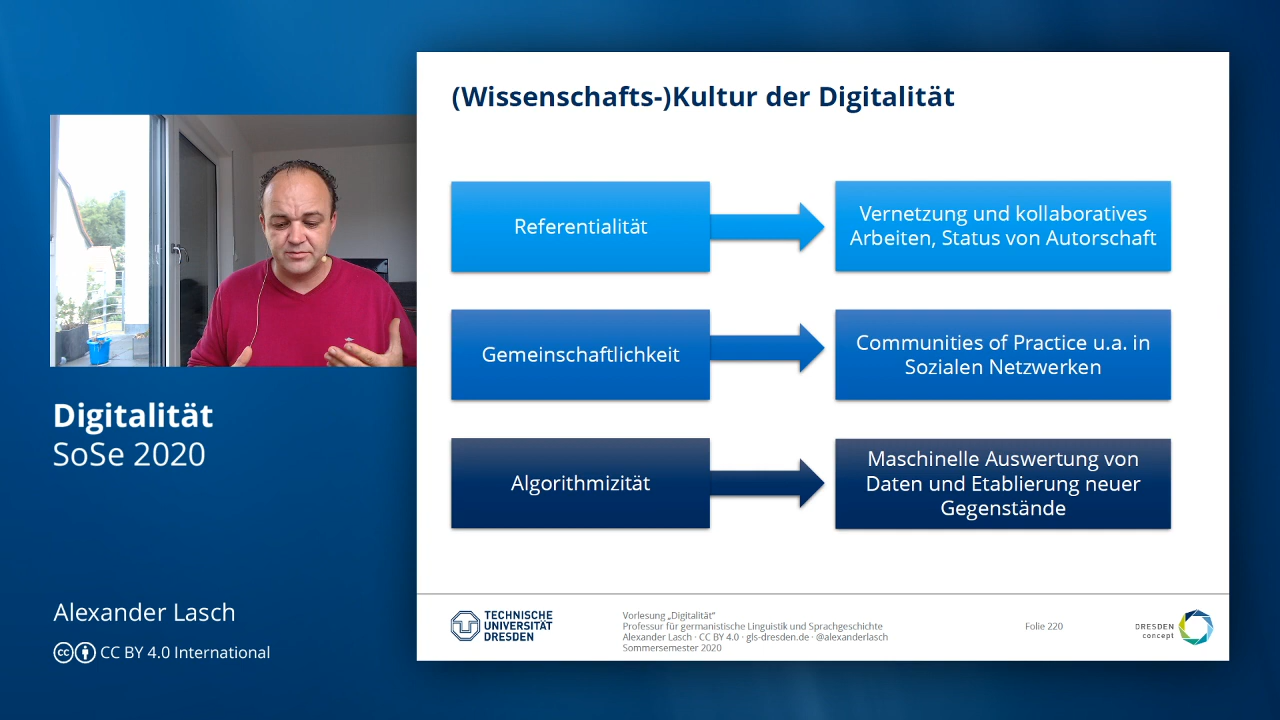 (Wissenschafts-)Kultur der Digitalität
Referentialität
Vernetzung und kollaboratives
Arbeiten, Status von Autorschaft
Gemeinschaftlichkeit
Communities of Practice u.a. in
Sozialen Netzwerken
Algorithmizität
Maschinelle Auswertung von
Daten und Etablierung neuer
Gegenstände
Digitalität
SoSe 2020
Alexander Lasch
CC BY 4.0 International
TECHNISCHE
UNIVERSITÄT
DRESDEN
Vorlesung „Digitalität“
Professur für germanistische Linguistik und Sprachgeschichte
Alexander Lasch · CC BY 4.0 · gls-dresden.de · @alexanderlasch
Sommersemester 2020
Folie 220
DRESDEN
concept